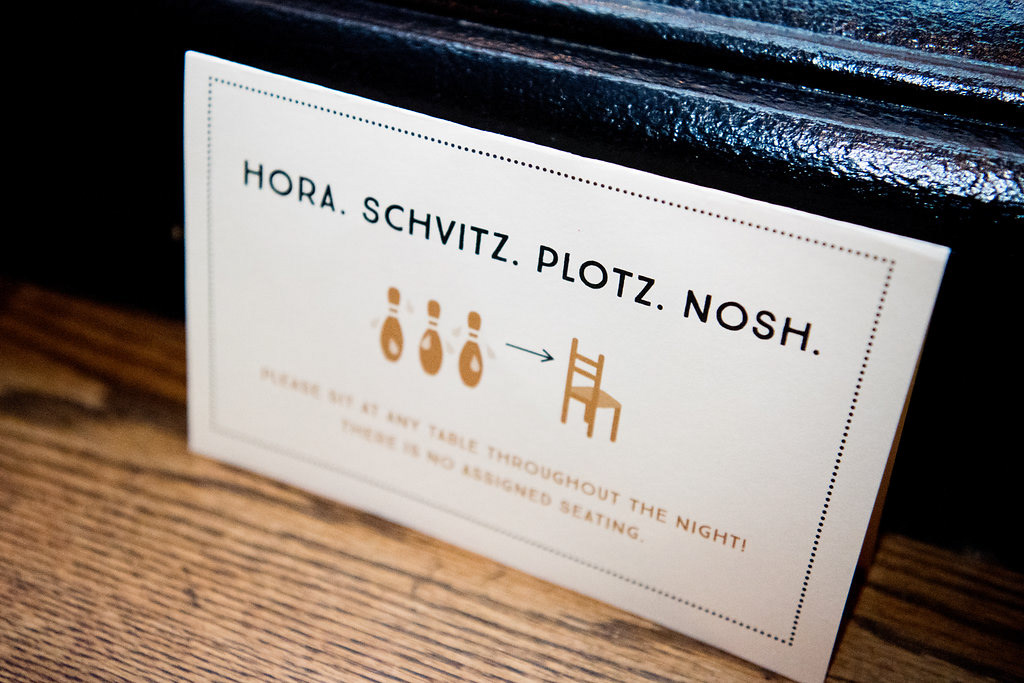 HORA. SCHVITZ. PLOTZ. NOSH.
PLEASE SIT AT ANY TABLE THROUGHOUT THE NIGHT!
THERE IS NO ASSIGNED SEATING.